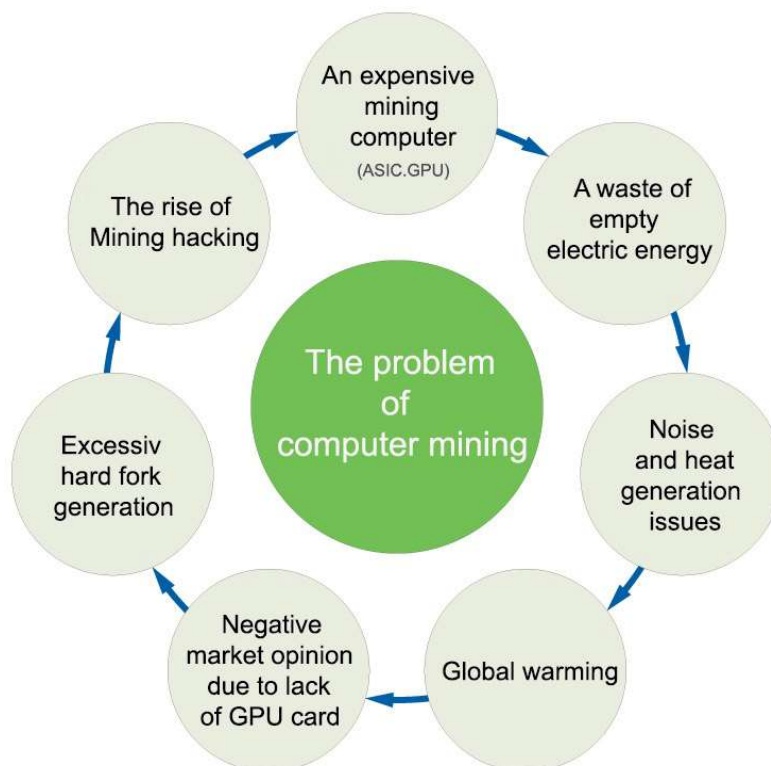 An expensive
mining
computer
(ASIC.GPU)
A waste of
empty
electric energy
Noise
and heat
generation
issues
Global warming
Negative
market opinion
due to lack
of GPU card
Excessiv
hard fork
generation
The rise of
Mining hacking
The problem
of
computer mining